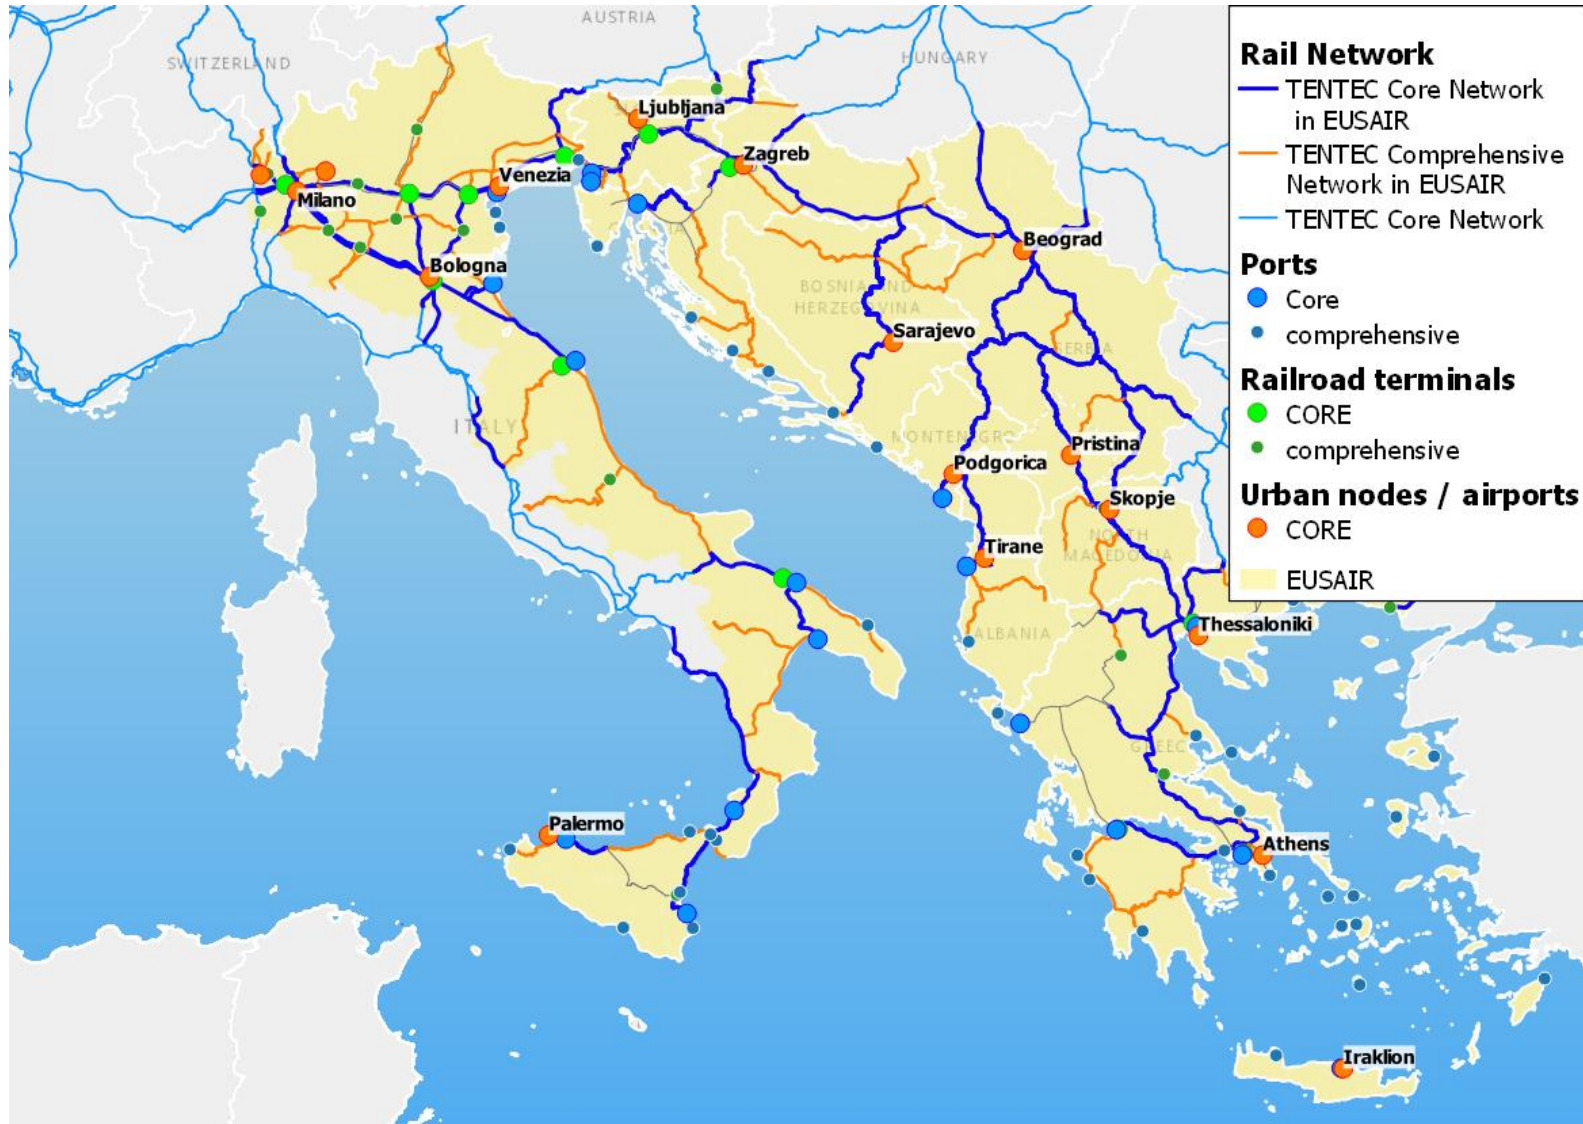 AUSTRIA
SWITZERLAND
HUNGARY
Ljubljana
Zagreb
Venezia
Milano
Bologna
Beograd
BOSNIA AND
HERZEGOVINA
Sarajevo
SERBIA
ITALY
MONTENEGRO
Pristina
Podgorica
Skopje
NORTH
MACEDONIA
Tirane
ALBANIA
Thessaloniki
GREEC
Palermo
Athens
Iraklion
Rail Network
TENTEC Core Network
in EUSAIR
TENTEC Comprehensive
Network in EUSAIR
TENTEC Core Network
Ports
Core
comprehensive
Railroad terminals
CORE
comprehensive
Urban nodes / airports
CORE
EUSAIR